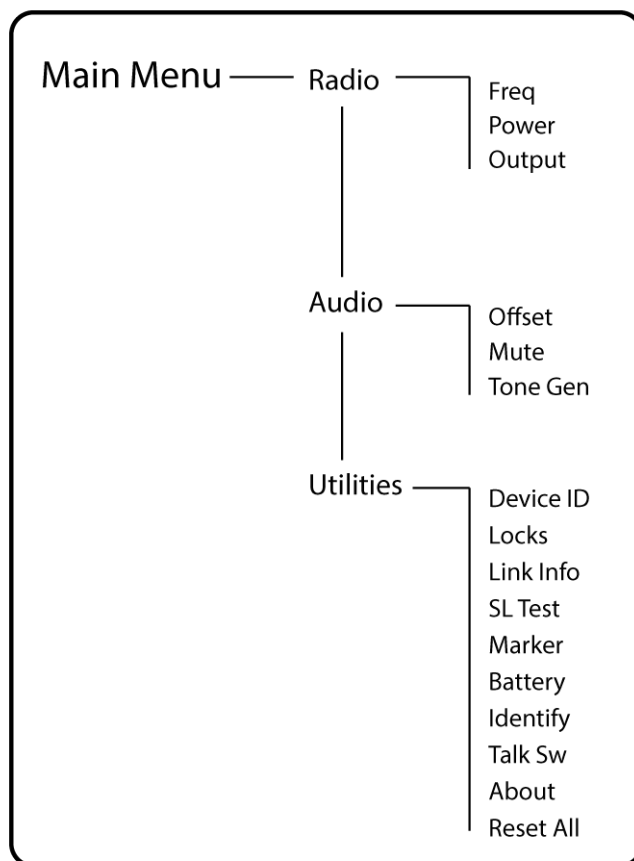 Main Menu
Radio
Freq
Power
Output
Audio
Offset
Mute
Tone Gen
Utilities
Device ID
Locks
Link Info
SL Test
Marker
Battery
Identify
Talk Sw
About
Reset All